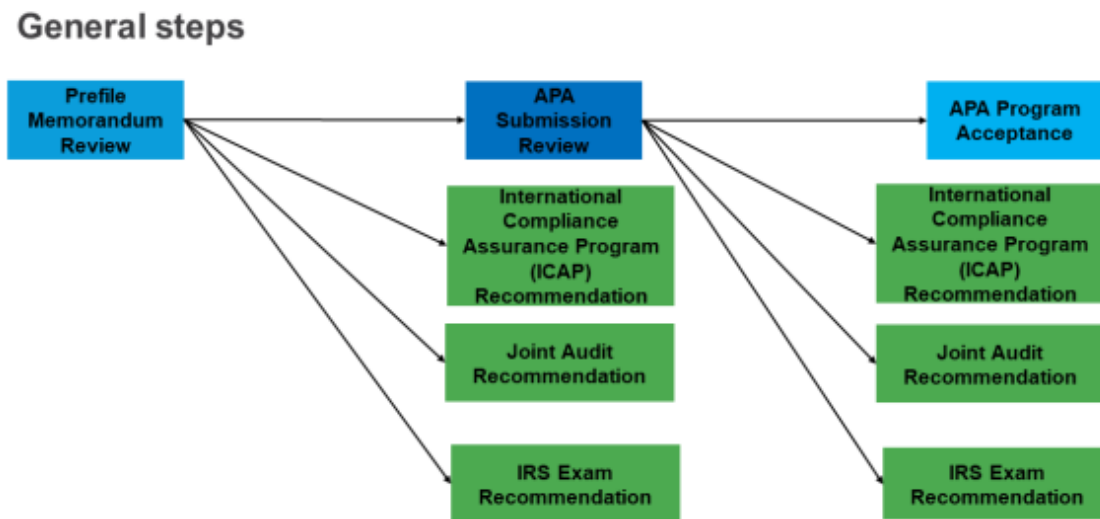 General steps
Prefile
Memorandum
Review
APA
Submission
Review
APA Program
Acceptance
International
Compliance
Assurance Program
(ICAP)
Recommendation
International
Compliance
Assurance Program
(ICAP)
Recommendation
Joint Audit
Recommendation
Joint Audit
Recommendation
IRS Exam
Recommendation
IRS Exam
Recommendation